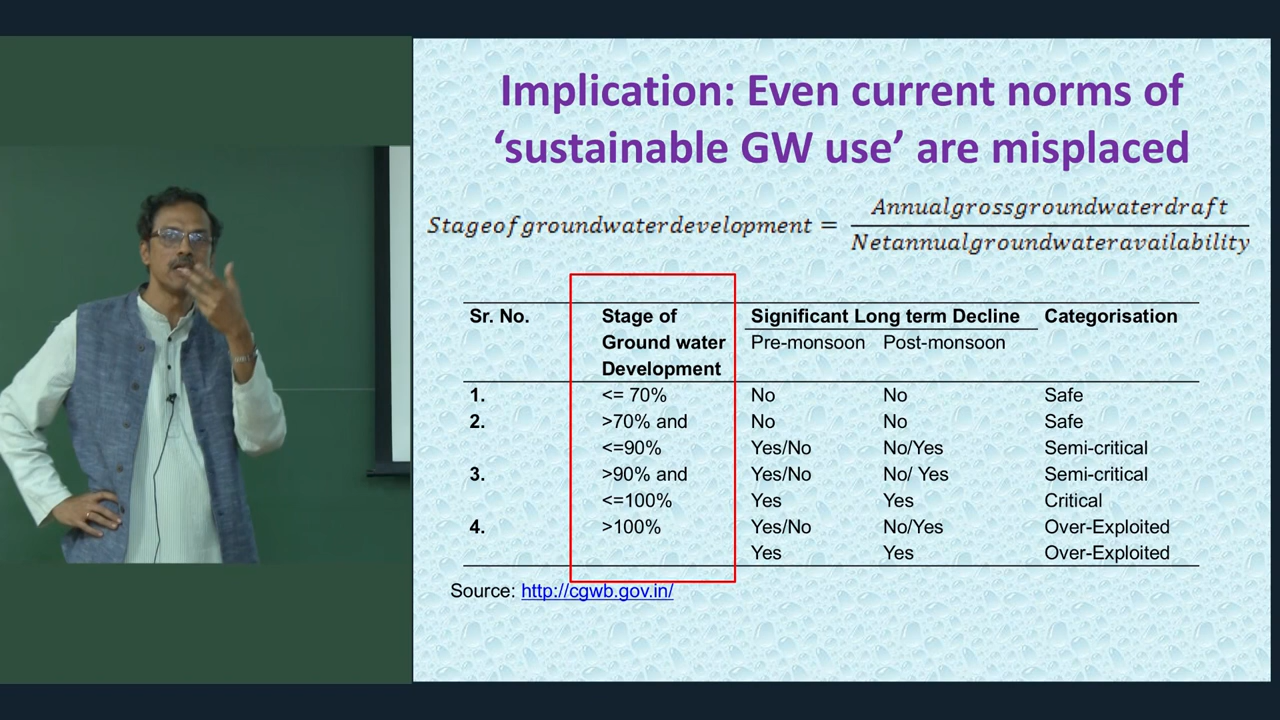 Implication: Even current norms of
‘sustainable GW use’ are misplaced
Stageofgroundwaterdevelopment = Annualgrossgroundwaterdraft
Netannualgroundwateravailability
Sr. No. Stage of Significant Long term Decline Categorisation
Ground water Pre-monsoon Post-monsoon
Development
1. <= 70% No No Safe
2. >70% and No No Safe
<=90% Yes/No No/Yes Semi-critical
3. >90% and Yes/No No/ Yes Semi-critical
<=100% Yes Yes Critical
4. >100% Yes/No No/Yes Over-Exploited
Yes Yes Over-Exploited
Source: http://cgwb.gov.in/